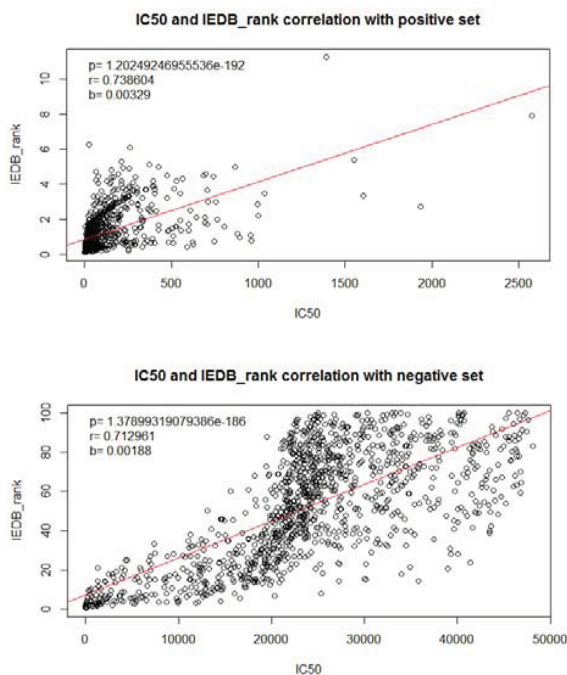 IC50 and IEDB_rank correlation with positive set
p= 1.20249246955536e-192
r= 0.738604
b= 0.00329
IEDB_rank
10
8
6
4
2
0
0 500 1000 1500 2000 2500
IC50
IC50 and IEDB_rank correlation with negative set
p= 1.37899319079386e-186
r= 0.712961
b= 0.00188
IEDB_rank
100
80
60
40
20
0
0 10000 20000 30000 40000 50000
IC50